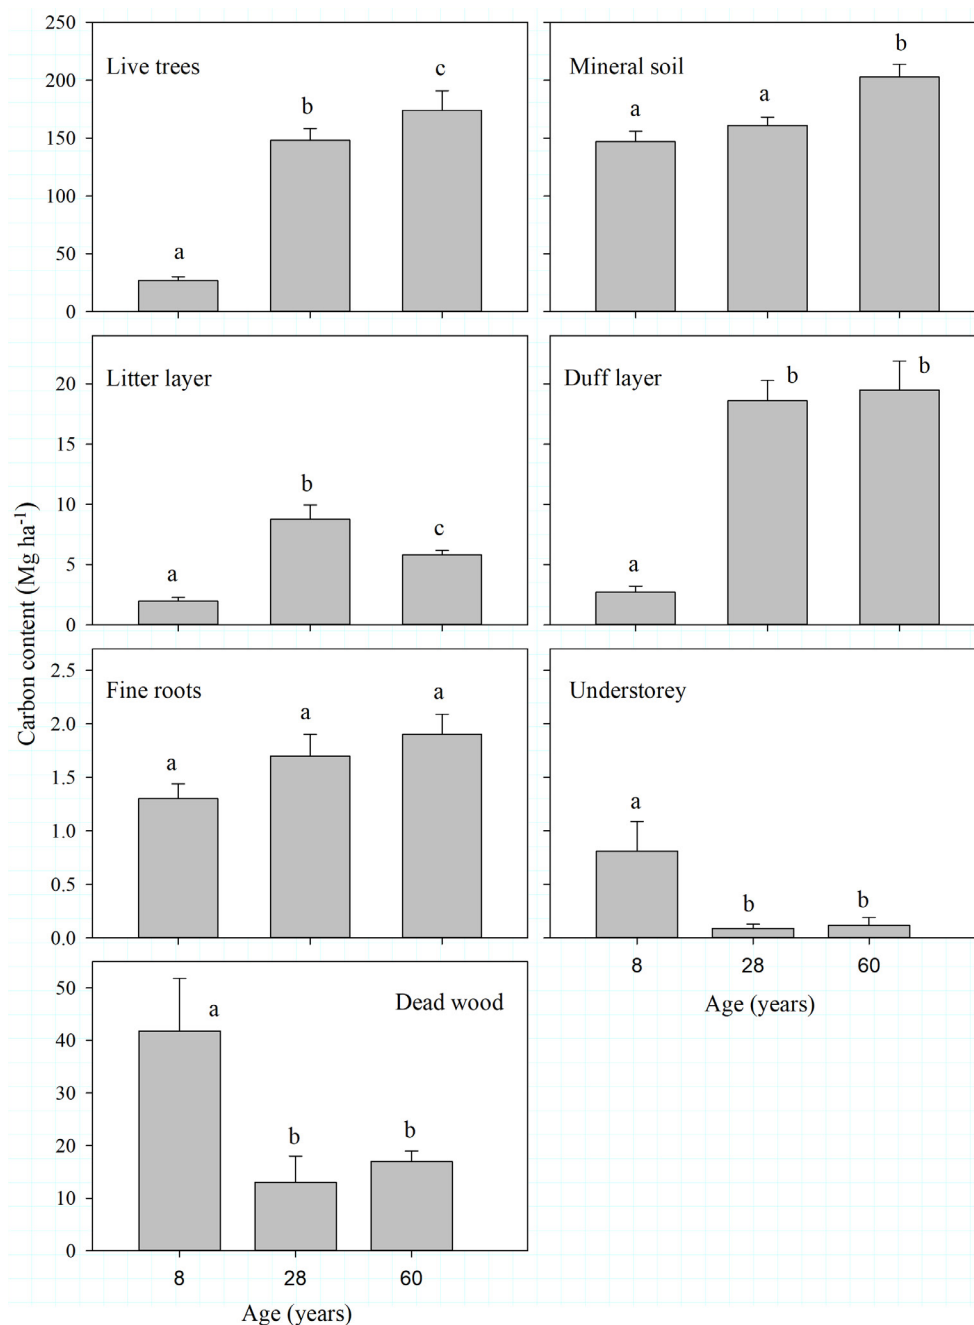 Carbon content (Mg ha⁻¹)
Live trees
250
200
150
100
50
0
a
b
c
Mineral soil
a
a
b
Litter layer
20
15
10
5
0
a
b
c
Duff layer
a
b
b
Fine roots
2.5
2.0
1.5
1.0
0.5
0.0
a
a
a
Understorey
a
b
b
8 28 60
Age (years)
Dead wood
50
40
30
20
10
0
a
b
b
8 28 60
Age (years)